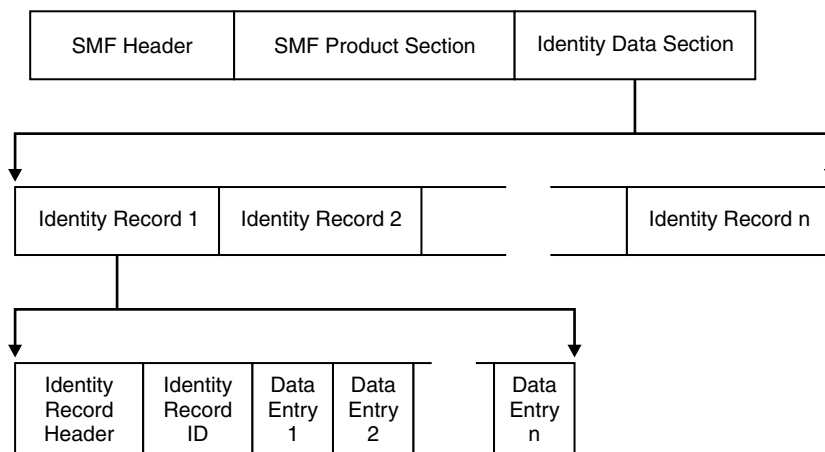 SMF Header
SMF Product Section
Identity Data Section
Identity Record 1
Identity Record 2
Identity Record n
Identity
Record
Header
Identity
Record
ID
Data
Entry
1
Data
Entry
2
Data
Entry
n